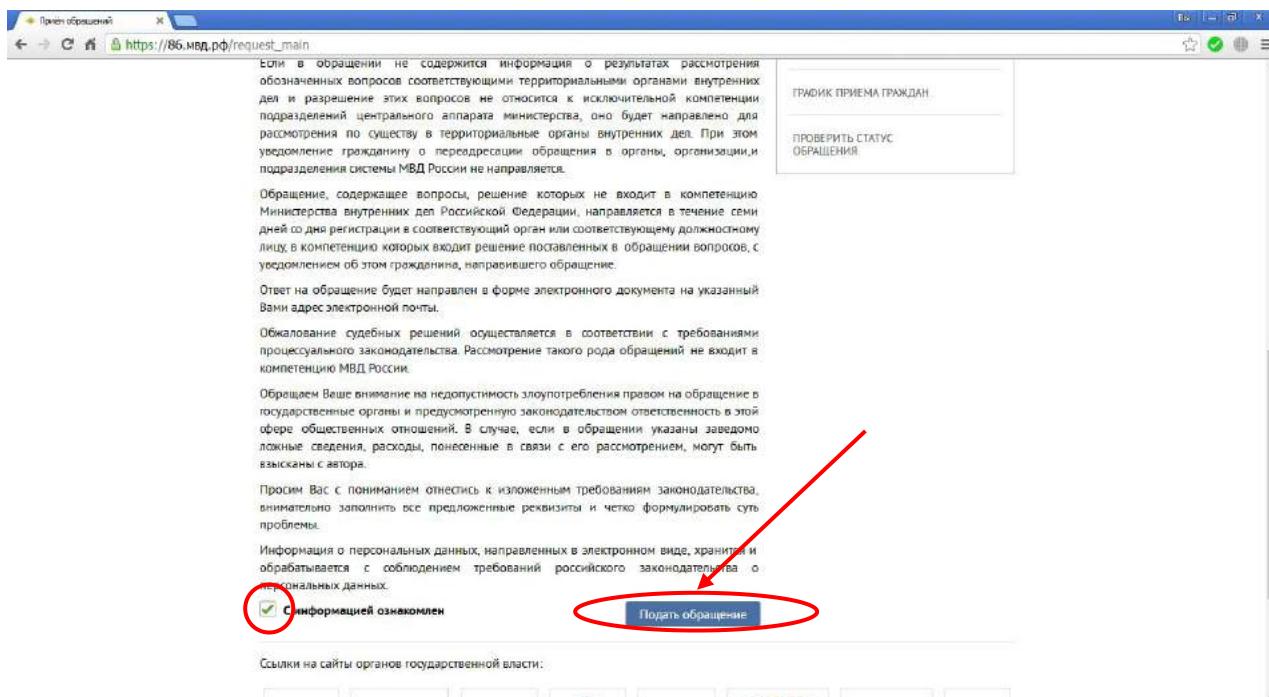 Приём обращений
https://86.мвд.рф/request_main
Если в обращении не содержится информация о результатах рассмотрения
обозначенных вопросов соответствующими территориальными органами внутренних
дел и разрешение этих вопросов не относится к исключительной компетенции
подразделений центрального аппарата министерства, оно будет направлено для
рассмотрения по существу в территориальные органы внутренних дел. При этом
уведомление гражданину о переадресации обращения в органы, организации,и
подразделения системы МВД России не направляется.
Обращение, содержащее вопросы, решение которых не входит в компетенцию
Министерства внутренних дел Российской Федерации, направляется в течение семи
дней со дня регистрации в соответствующий орган или соответствующему должностному
лицу, в компетенцию которых входит решение поставленных в обращении вопросов, с
уведомлением об этом гражданина, направившего обращение.
Ответ на обращение будет направлен в форме электронного документа на указанный
Вами адрес электронной почты.
Обжалование судебных решений осуществляется в соответствии с требованиями
процессуального законодательства. Рассмотрение такого рода обращений не входит в
компетенцию МВД России.
Обращаем Ваше внимание на недопустимость злоупотребления правом на обращение в
государственные органы и предусмотренную законодательством ответственность в этой
сфере общественных отношений. В случае, если в обращении указаны заведомо
ложные сведения, расходы, понесенные в связи с его рассмотрением, могут быть
взысканы с автора.
Просим Вас с пониманием отнестись к изложенным требованиям законодательства,
внимательно заполнить все предложенные реквизиты и четко формулировать суть
проблемы.
Информация о персональных данных, направленных в электронном виде, хранится и
обрабатывается с соблюдением требований российского законодательства о
персональных данных.
С информацией ознакомлен
Подать обращение
Ссылки на сайты органов государственной власти:
ГРАФИК ПРИЕМА ГРАЖДАН
ПРОВЕРИТЬ СТАТУС
ОБРАЩЕНИЯ